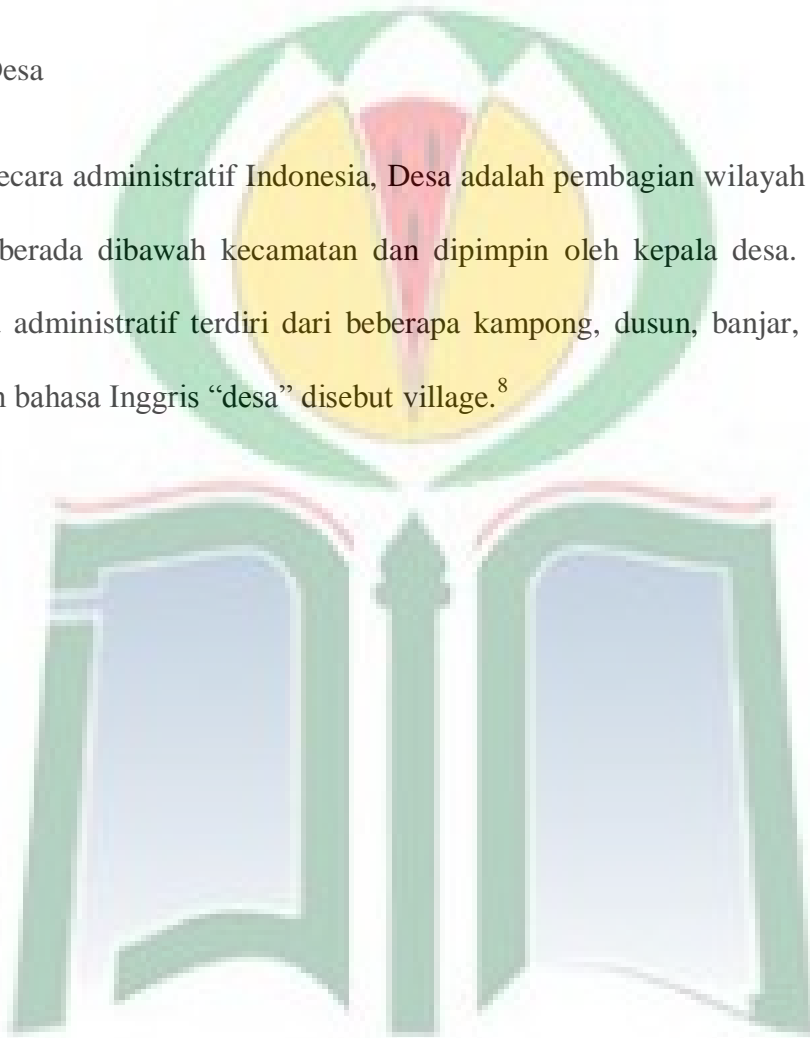 Desa
ecara administratif Indonesia, Desa adalah pembagian wilayah
berada dibawah kecamatan dan dipimpin oleh kepala desa.
administratif terdiri dari beberapa kampong, dusun, banjar,
bahasa Inggris “desa” disebut village.⁸